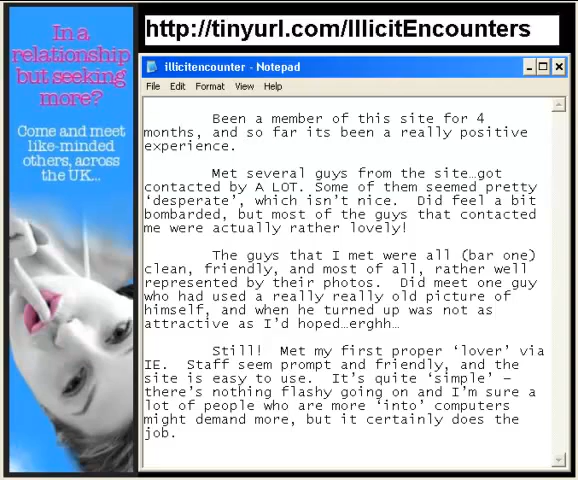 In a
relationship
but seeking
more?
Come and meet
like-minded
others, across
the UK...
http://tinyurl.com/IllicitEncounters
illicitencounter - Notepad
File Edit Format View Help
Been a member of this site for 4
months, and so far its been a really positive
experience.
Met several guys from the site…got
contacted by A LOT. Some of them seemed pretty
‘desperate’, which isn’t nice. Did feel a bit
bombarded, but most of the guys that contacted
me were actually rather lovely!
The guys that I met were all (bar one)
clean, friendly, and most of all, rather well
represented by their photos. Did meet one guy
who had used a really really old picture of
himself, and when he turned up was not as
attractive as I’d hoped…erghh…
Still! Met my first proper ‘lover’ via
IE. Staff seem prompt and friendly, and the
site is easy to use. It’s quite ‘simple’ –
there’s nothing flashy going on and I’m sure a
lot of people who are more ‘into’ computers
might demand more, but it certainly does the
job.